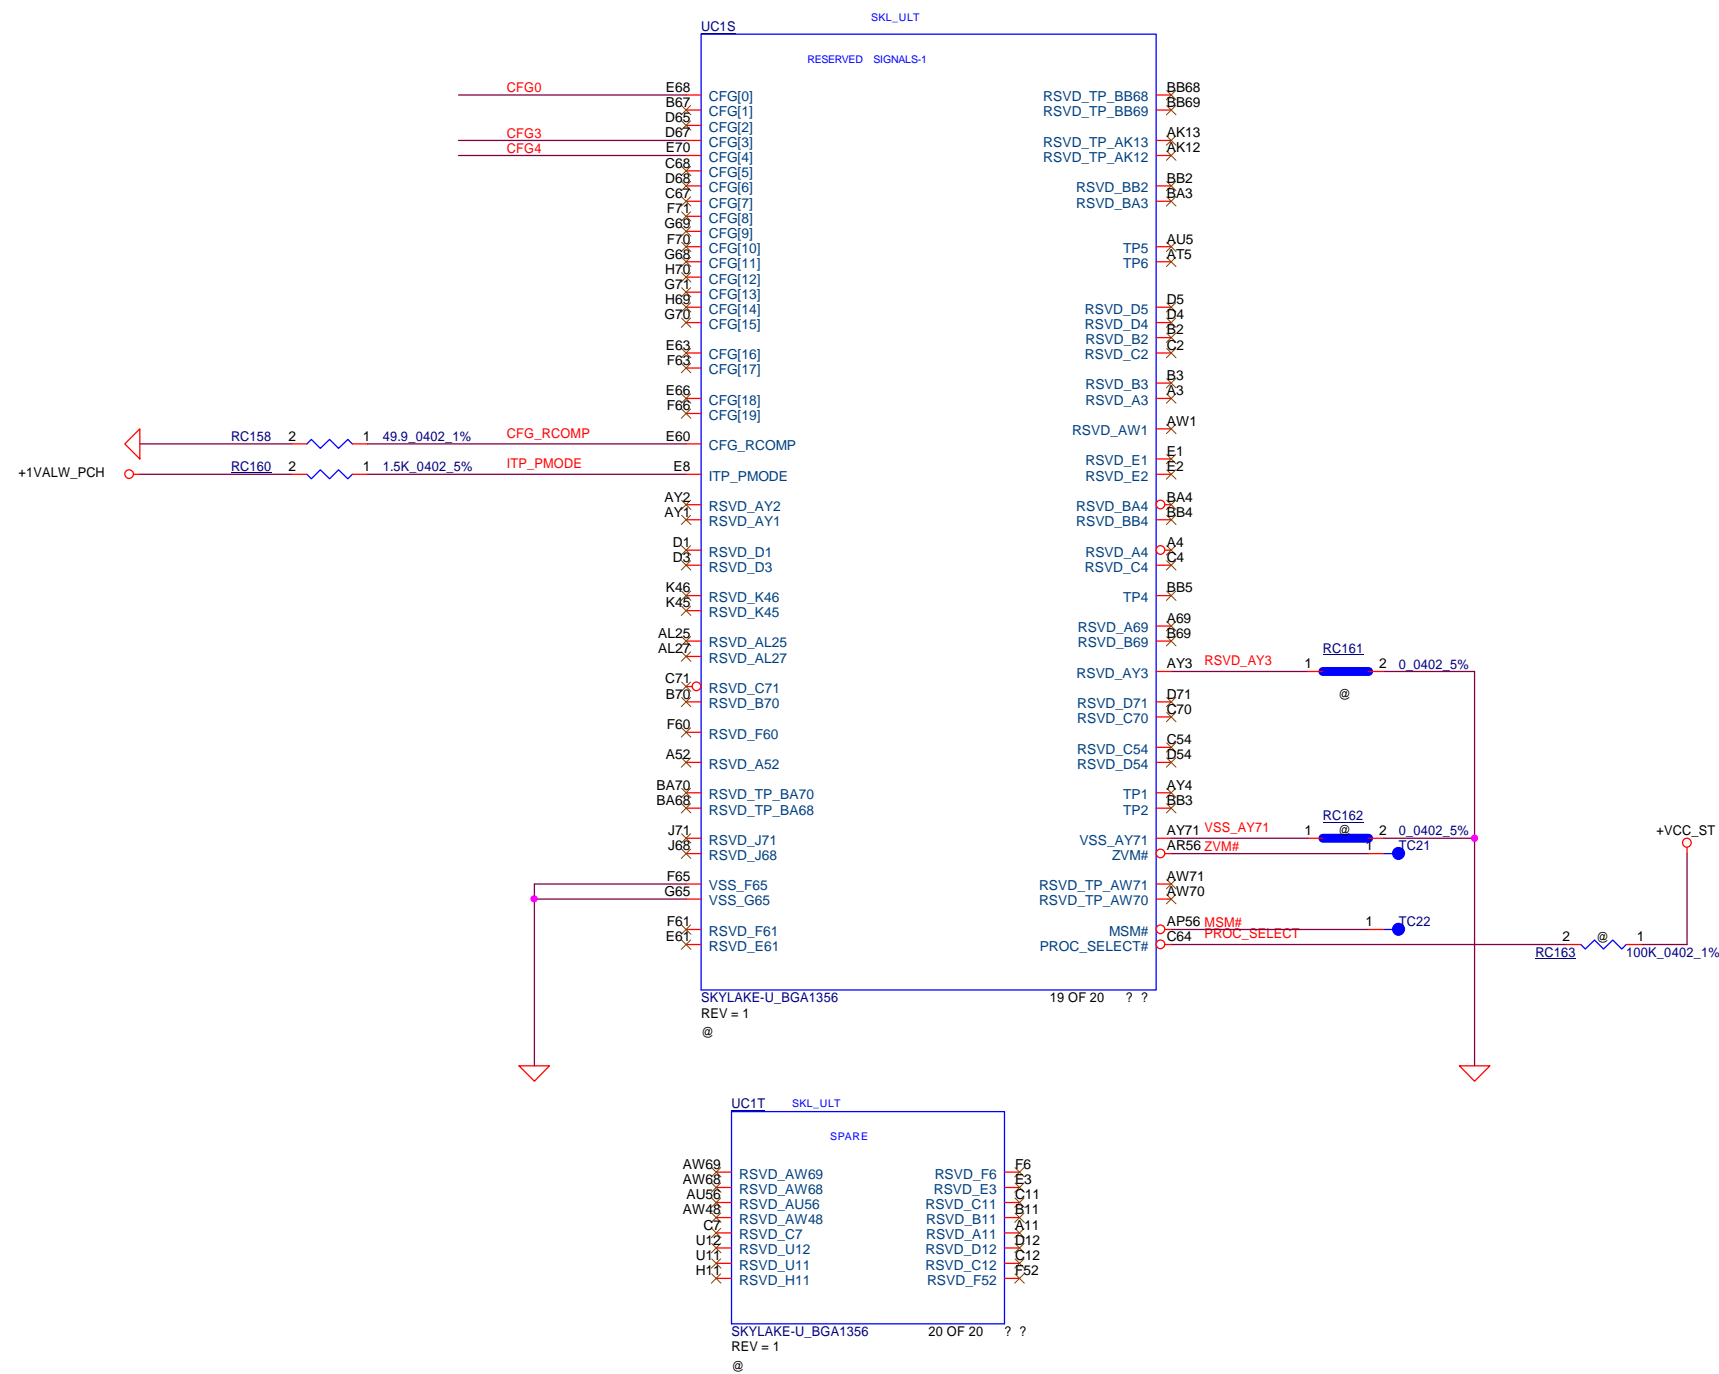 SKL_ULT
UC1S
RESERVED SIGNALS-1
CFG0 E68 CFG[0] RSVD_TP_BB68 BB68
B67 CFG[1] RSVD_TP_BB69 BB69
D65 CFG[2]
CFG3 D67 CFG[3] RSVD_TP_AK13 AK13
CFG4 E70 CFG[4] RSVD_TP_AK12 AK12
C68 CFG[5]
D68 CFG[6] RSVD_BB2 BB2
C67 CFG[7] RSVD_BA3 BA3
F71 CFG[8]
G69 CFG[9]
F70 CFG[10] TP5 AU5
G68 CFG[11] TP6 AT5
H70 CFG[12]
G71 CFG[13]
H69 CFG[14] RSVD_D5 D5
G70 CFG[15] RSVD_D4 D4
RSVD_B2 B2
E63 CFG[16] RSVD_C2 C2
F63 CFG[17]
RSVD_B3 B3
E66 CFG[18] RSVD_A3 A3
F66 CFG[19]
RSVD_AW1 AW1
RC158 2 1 49.9_0402_1% CFG_RCOMP E60 CFG_RCOMP
RSVD_E1 E1
+1VALW_PCH RC160 2 1 1.5K_0402_5% ITP_PMODE E8 ITP_PMODE RSVD_E2 E2
AY2 RSVD_AY2 RSVD_BA4 BA4
AY1 RSVD_AY1 RSVD_BB4 BB4
D1 RSVD_D1 RSVD_A4 A4
D3 RSVD_D3 RSVD_C4 C4
K46 RSVD_K46 TP4 BB5
K45 RSVD_K45
RSVD_A69 A69
AL25 RSVD_AL25 RSVD_B69 B69
AL27 RSVD_AL27
RC161
RSVD_AY3 AY3 RSVD_AY3 1 2 0_0402_5%
@
C71 RSVD_C71
B70 RSVD_B70 RSVD_D71 D71
RSVD_C70 C70
F60 RSVD_F60
RSVD_C54 C54
A52 RSVD_A52 RSVD_D54 D54
BA70 RSVD_TP_BA70 TP1 AY4
BA68 RSVD_TP_BA68 TP2 BB3
RC162
J71 RSVD_J71 VSS_AY71 AY71 VSS_AY71 1 @ 2 0_0402_5% +VCC_ST
J68 RSVD_J68 ZVM# AR56 ZVM# 1 TC21
F65 VSS_F65 RSVD_TP_AW71 AW71
G65 VSS_G65 RSVD_TP_AW70 AW70
F61 RSVD_F61 MSM# AP56 MSM# 1 TC22
E61 RSVD_E61 PROC_SELECT# C64 PROC_SELECT 2 @ 1
RC163 100K_0402_1%
SKYLAKE-U_BGA1356 19 OF 20 ? ?
REV = 1
@
UC1T SKL_ULT
SPARE
AW69 RSVD_AW69 RSVD_F6 F6
AW68 RSVD_AW68 RSVD_E3 E3
AU56 RSVD_AU56 RSVD_C11 C11
AW48 RSVD_AW48 RSVD_B11 B11
C7 RSVD_C7 RSVD_A11 A11
U12 RSVD_U12 RSVD_D12 D12
U11 RSVD_U11 RSVD_C12 C12
H11 RSVD_H11 RSVD_F52 F52
SKYLAKE-U_BGA1356 20 OF 20 ? ?
REV = 1
@